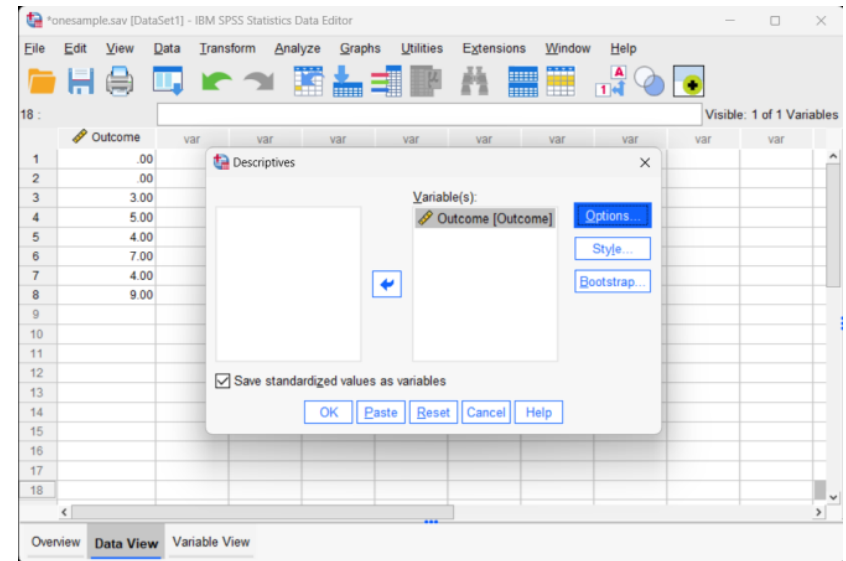 *onesample.sav [DataSet1] - IBM SPSS Statistics Data Editor
File Edit View Data Transform Analyze Graphs Utilities Extensions Window Help
A
1
18 :
Visible: 1 of 1 Variables
Outcome var var var var var var var var var
1 .00
2 .00
3 3.00
4 5.00
5 4.00
6 7.00
7 4.00
8 9.00
9
10
11
12
13
14
15
16
17
18
Descriptives
Variable(s):
Outcome [Outcome]
Options...
Style...
Bootstrap...
Save standardized values as variables
OK Paste Reset Cancel Help
Overview Data View Variable View